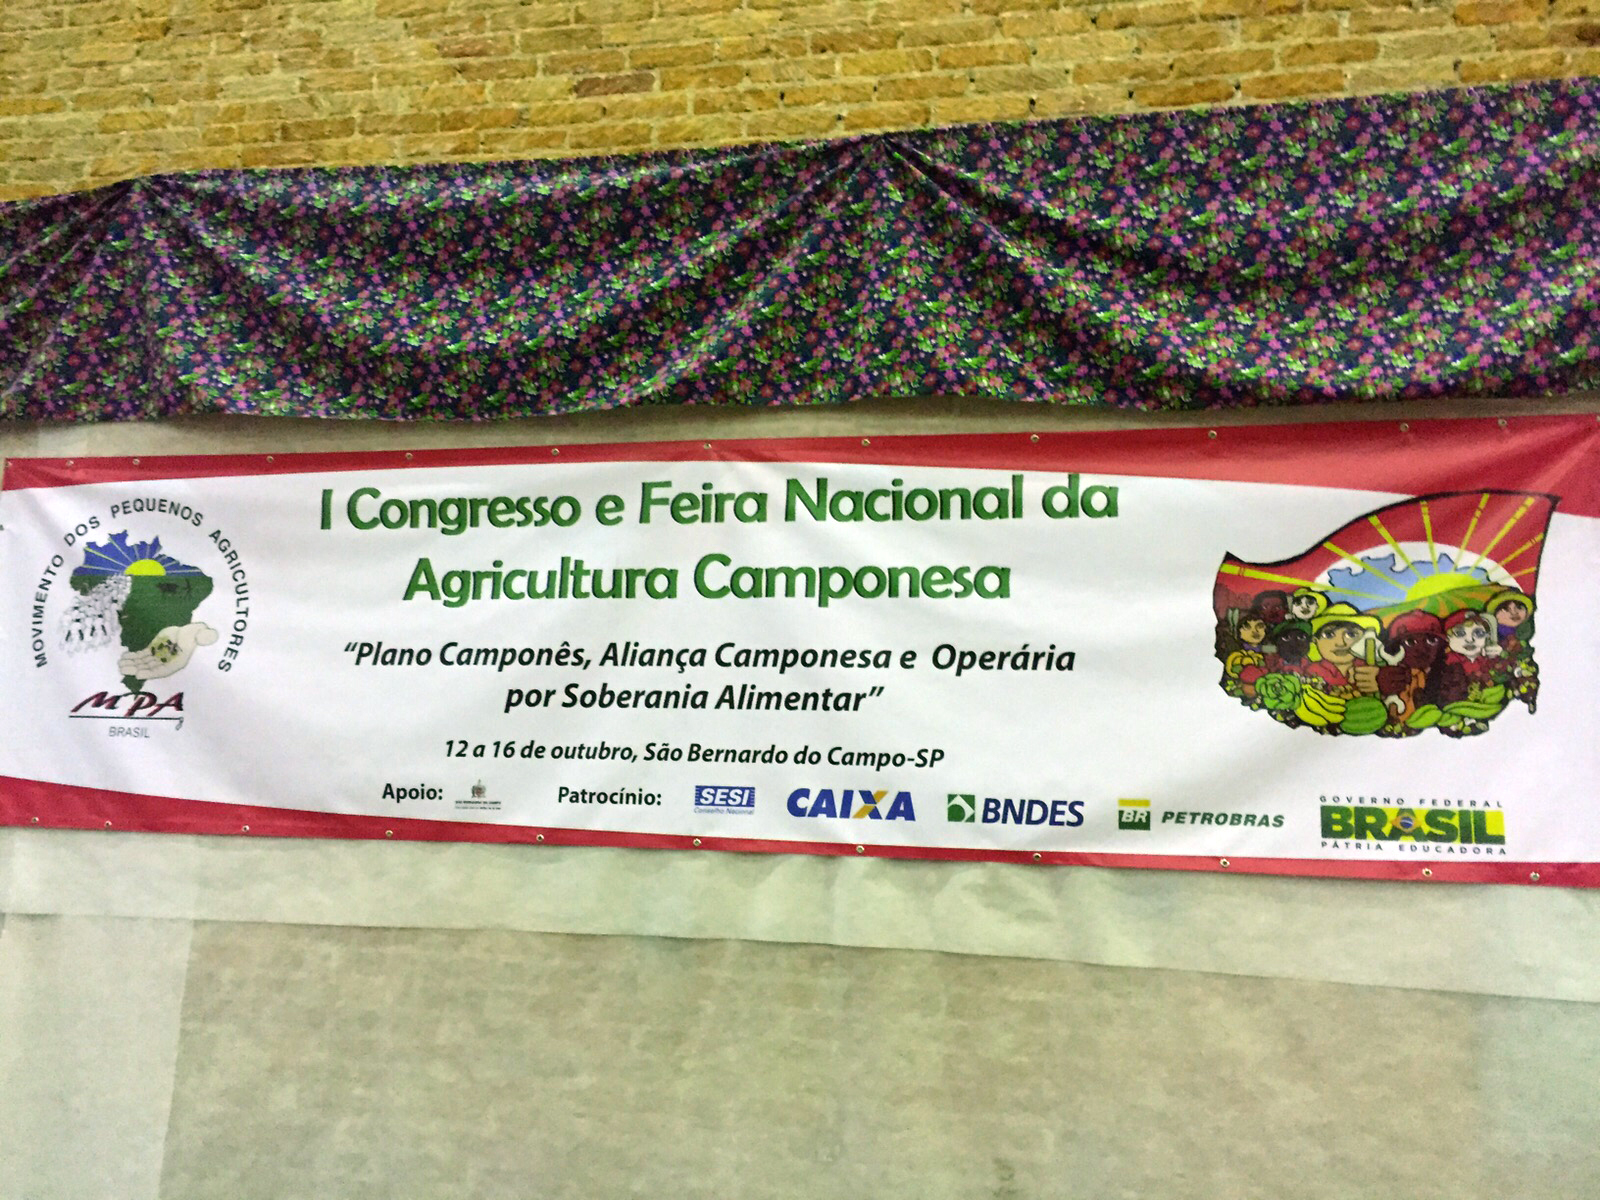 MOVIMENTO DOS PEQUENOS AGRICULTORES
MPA
BRASIL
I Congresso e Feira Nacional da
Agricultura Camponesa
“Plano Camponês, Aliança Camponesa e Operária
por Soberania Alimentar”
12 a 16 de outubro, São Bernardo do Campo-SP
Apoio:
Patrocínio:
SESI
Conselho Nacional
CAIXA
BNDES
BR PETROBRAS
GOVERNO FEDERAL
BRASIL
PÁTRIA EDUCADORA